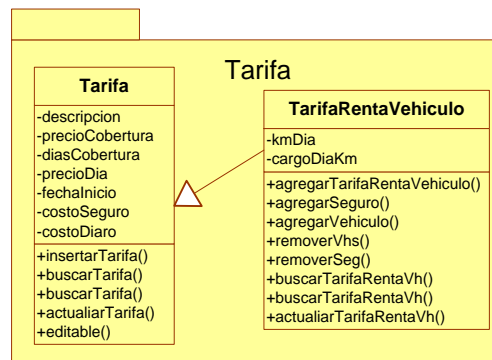 Tarifa
Tarifa
-descripcion
-precioCobertura
-diasCobertura
-precioDia
-fechaInicio
-costoSeguro
-costoDiaro
+insertarTarifa()
+buscarTarifa()
+buscarTarifa()
+actualiarTarifa()
+editable()
TarifaRentaVehiculo
-kmDia
-cargoDiaKm
+agregarTarifaRentaVehiculo()
+agregarSeguro()
+agregarVehiculo()
+removerVhs()
+removerSeg()
+buscarTarifaRentaVh()
+buscarTarifaRentaVh()
+actualiarTarifaRentaVh()